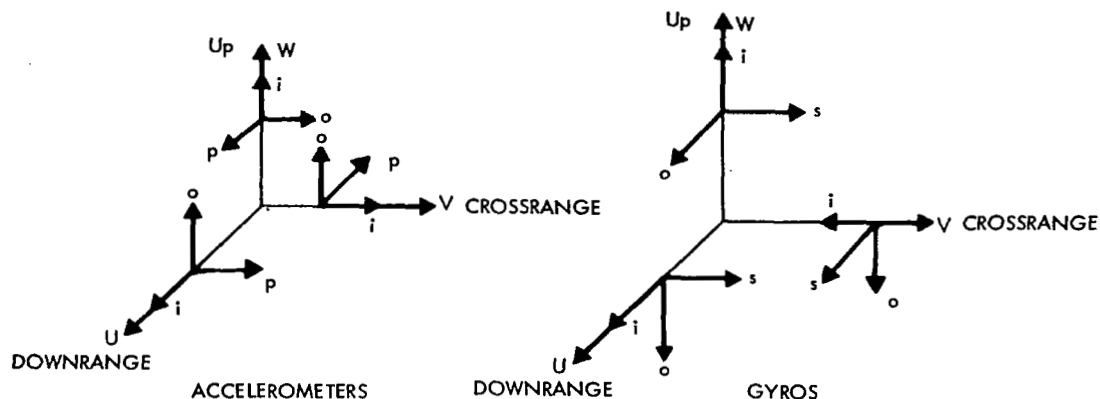 Up W
i
o
p
o
p
V CROSSRANGE
i
o
p
i
U
DOWNRANGE
ACCELEROMETERS
Up W
i
s
o
i
V CROSSRANGE
s
o
s
i
o
U
DOWNRANGE
GYROS